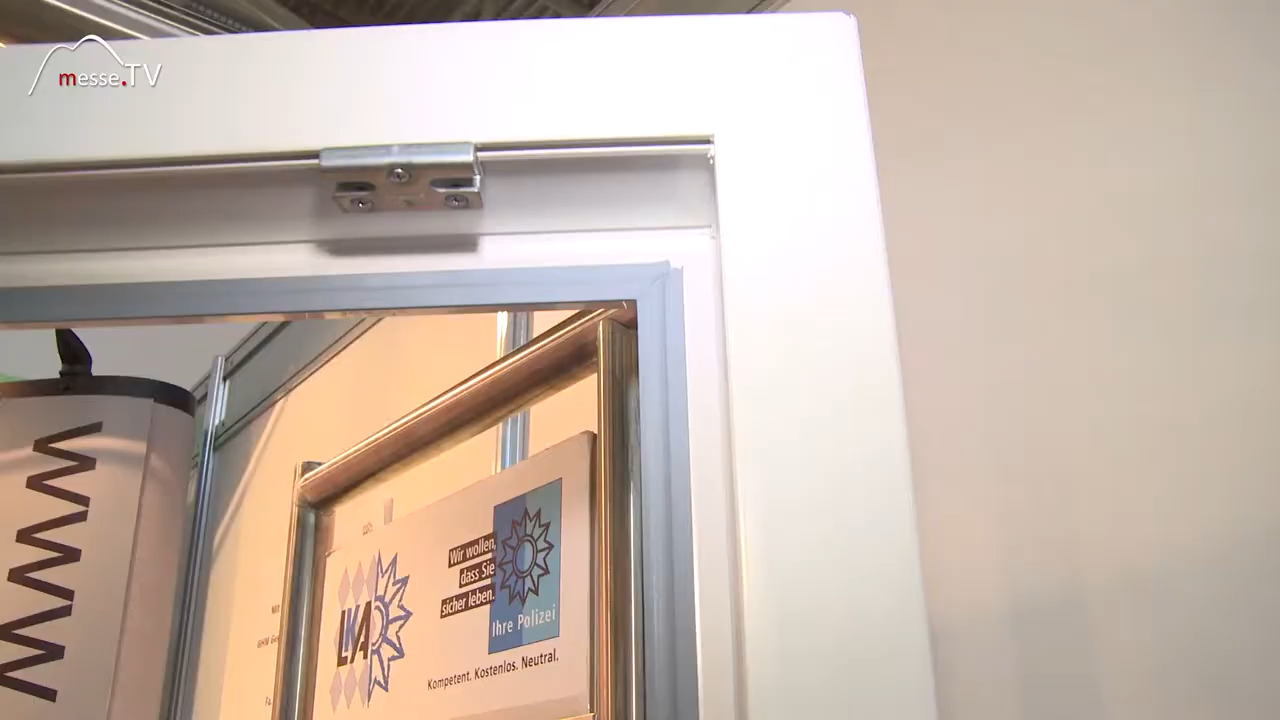 messe.TV
LKA
Wir wollen,
dass Sie
sicher leben.
Ihre Polizei
Kompetent. Kostenlos. Neutral.